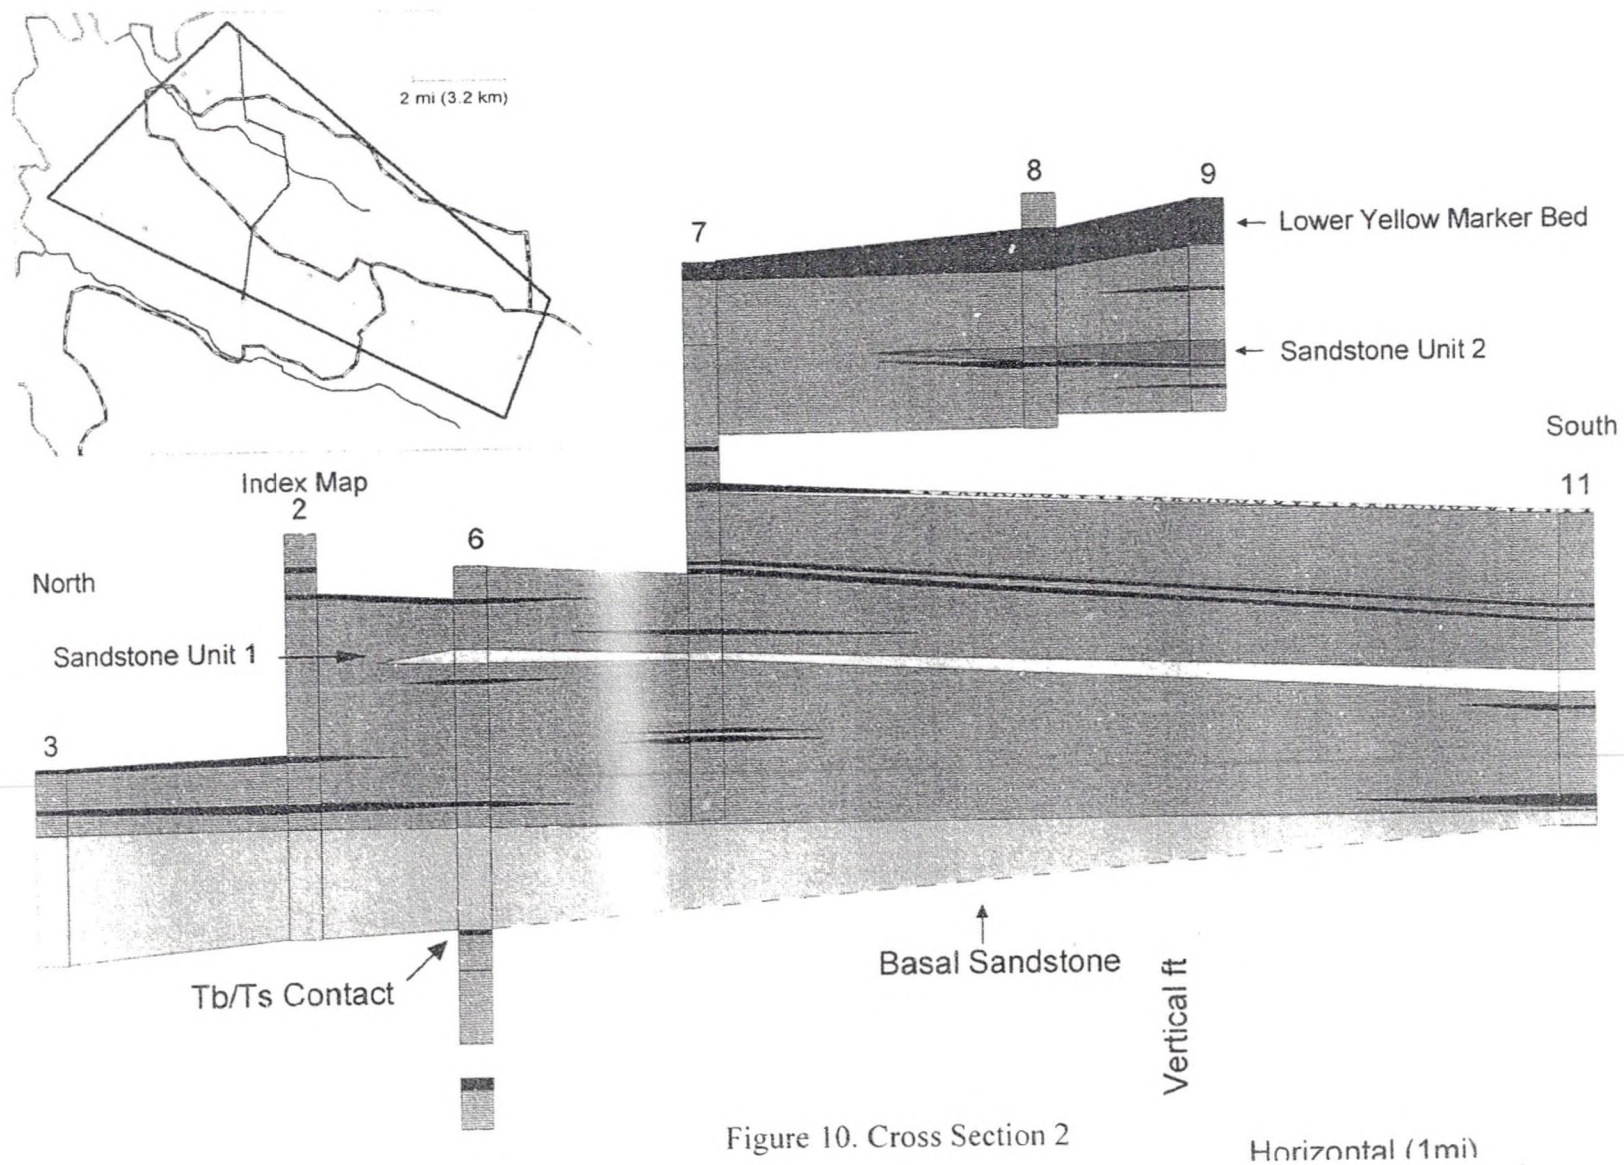 2 mi (3.2 km)
8
9
Lower Yellow Marker Bed
7
Sandstone Unit 2
South
Index Map
11
2
6
North
Sandstone Unit 1
3
Basal Sandstone
Tb/Ts Contact
Vertical ft
Figure 10. Cross Section 2
Horizontal (1mi)